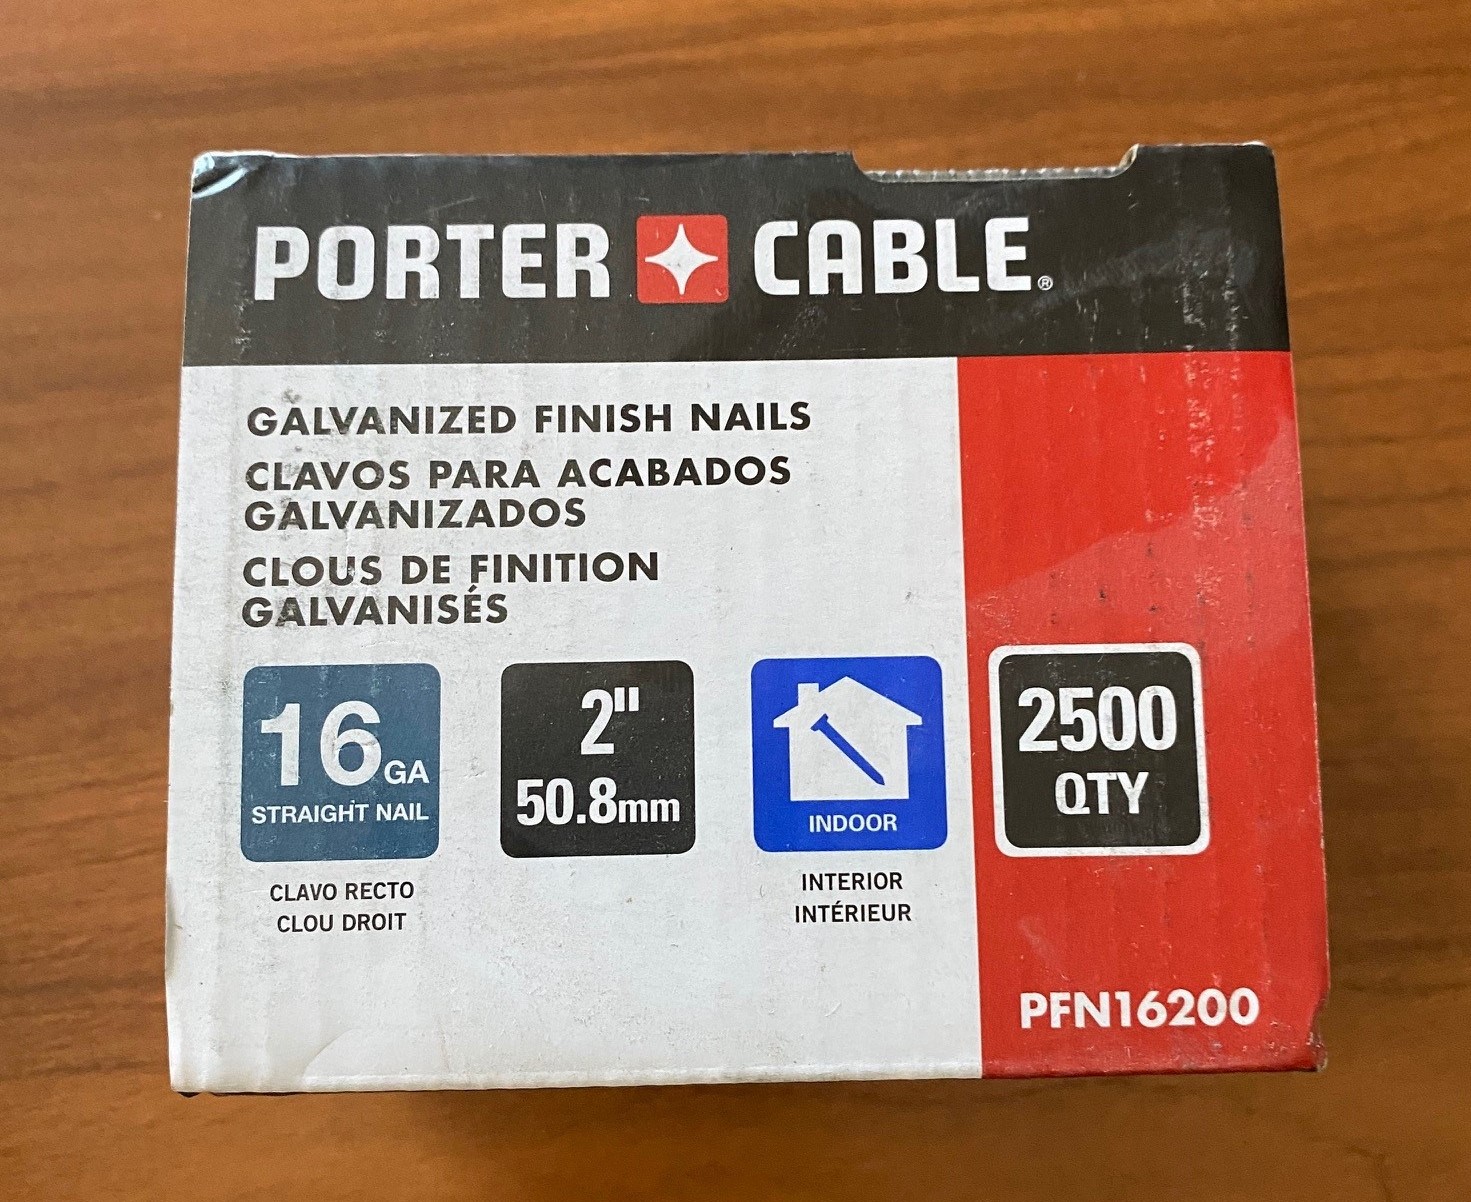 PORTER CABLE®
GALVANIZED FINISH NAILS
CLAVOS PARA ACABADOS
GALVANIZADOS
CLOUS DE FINITION
GALVANISÉS
16GA
STRAIGHT NAIL
CLAVO RECTO
CLOU DROIT
2"
50.8mm
INDOOR
INTERIOR
INTÉRIEUR
2500
QTY
PFN16200